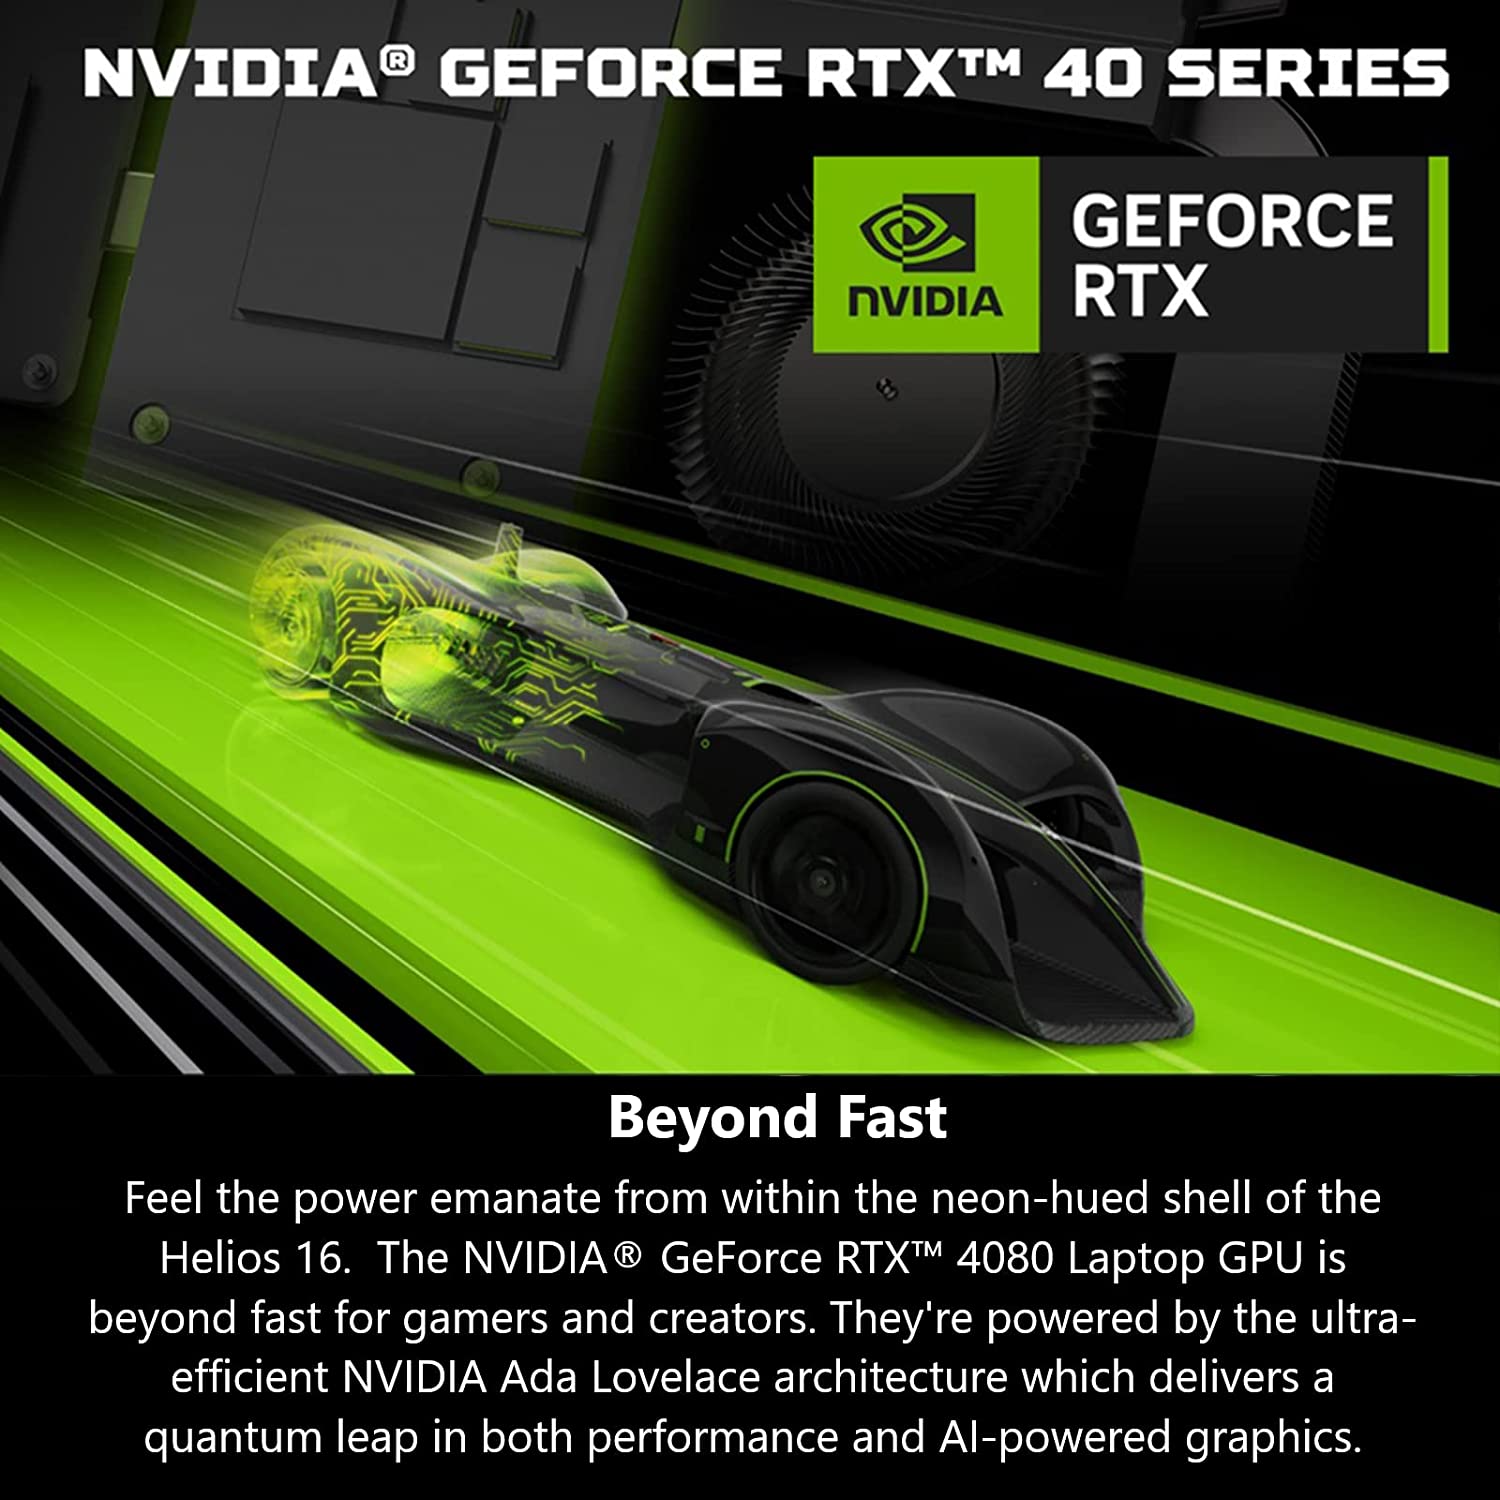 NVIDIA® GEFORCE RTX™ 40 SERIES
NVIDIA
GEFORCE
RTX
Beyond Fast
Feel the power emanate from within the neon-hued shell of the
Helios 16.  The NVIDIA® GeForce RTX™ 4080 Laptop GPU is
beyond fast for gamers and creators. They're powered by the ultra-
efficient NVIDIA Ada Lovelace architecture which delivers a
quantum leap in both performance and AI-powered graphics.